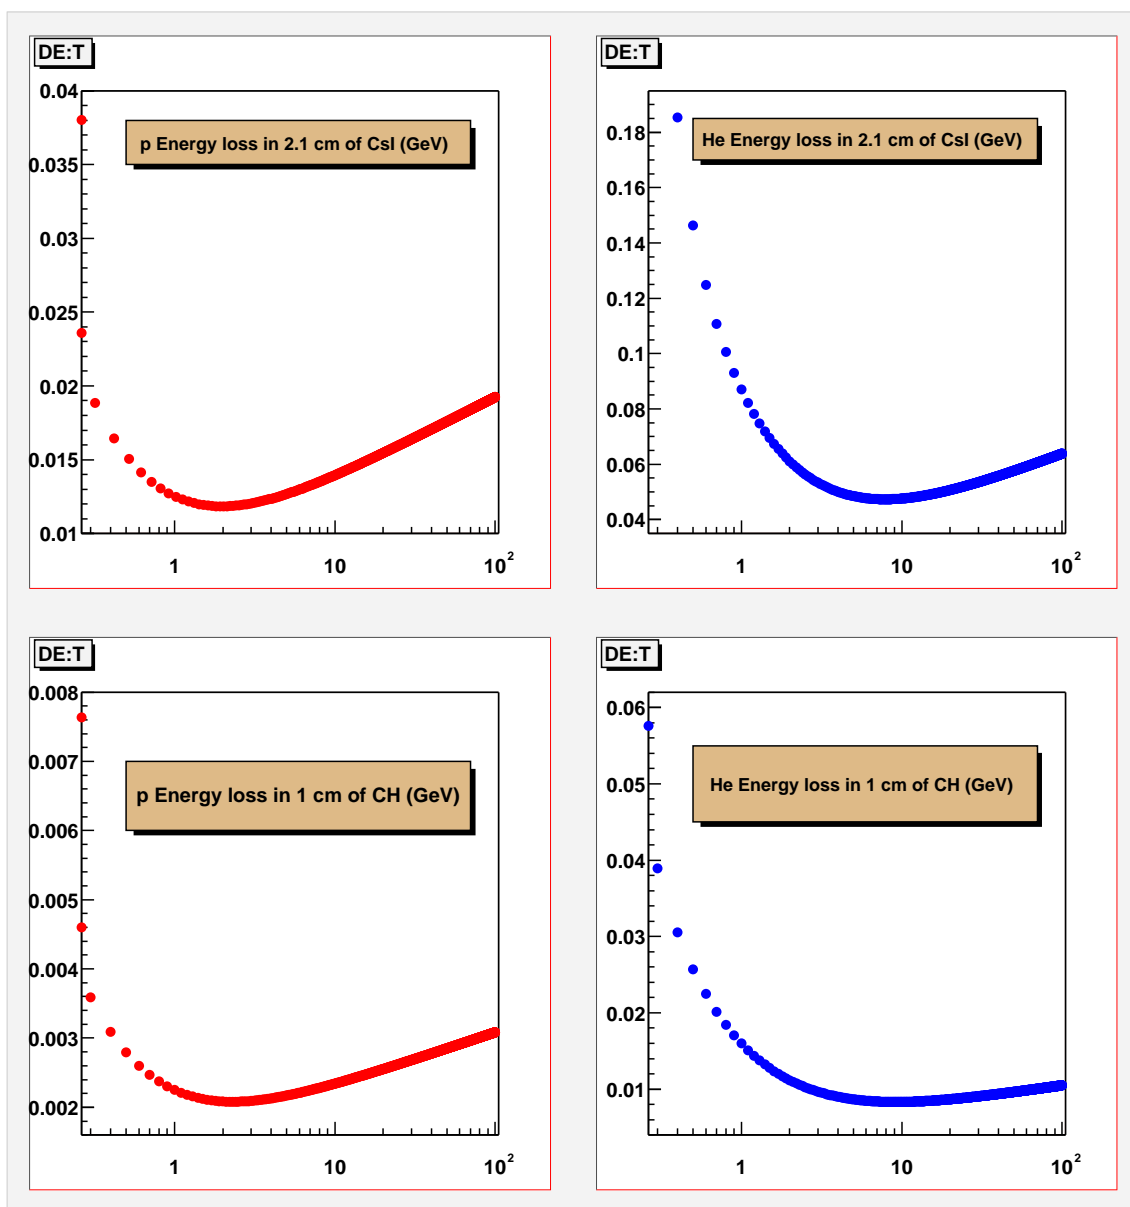 DE:T
0.04
0.035
0.03
0.025
0.02
0.015
0.01
p Energy loss in 2.1 cm of CsI (GeV)
1 10 10²
DE:T
0.18
0.16
0.14
0.12
0.1
0.08
0.06
0.04
He Energy loss in 2.1 cm of CsI (GeV)
1 10 10²
DE:T
0.008
0.007
0.006
0.005
0.004
0.003
0.002
p Energy loss in 1 cm of CH (GeV)
1 10 10²
DE:T
0.06
0.05
0.04
0.03
0.02
0.01
He Energy loss in 1 cm of CH (GeV)
1 10 10²